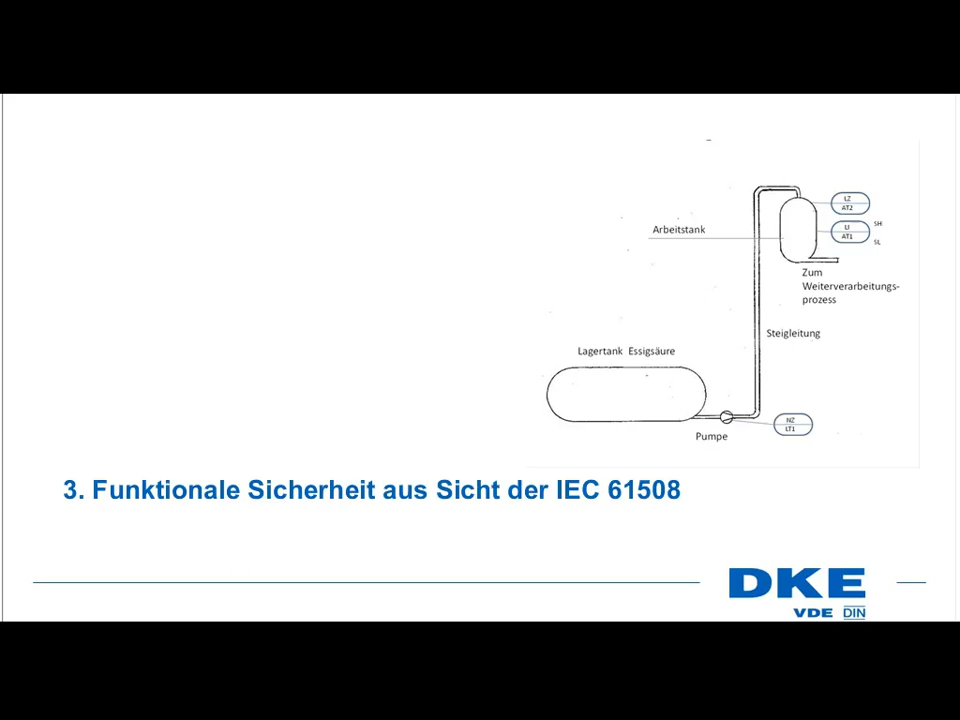 LZ
AT2
LI
AT1
SH
SL
Arbeitstank
Zum
Weiterverarbeitungs-
prozess
Steigleitung
Lagertank Essigsäure
NZ
LT1
Pumpe
3. Funktionale Sicherheit aus Sicht der IEC 61508
DKE
VDE DIN